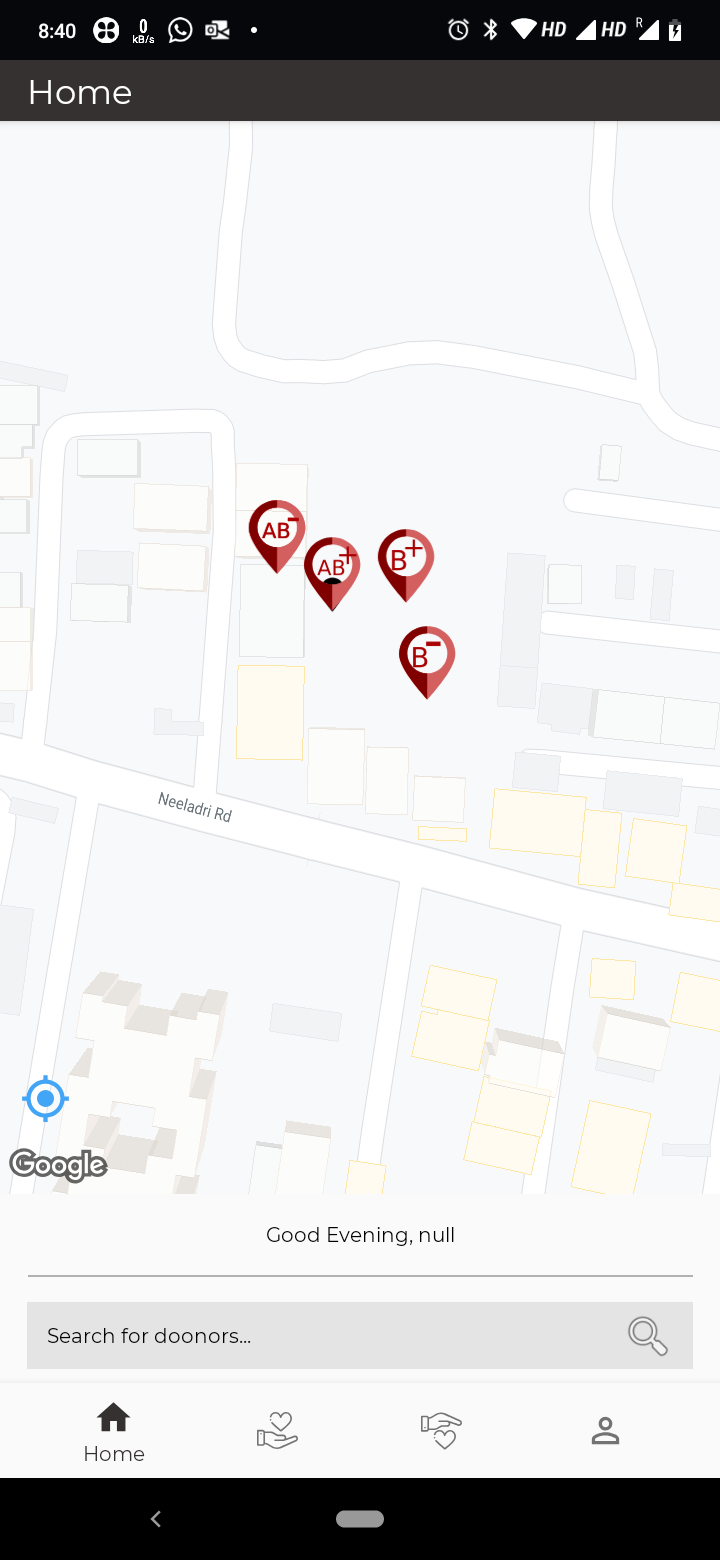 8:40 0 kB/s HD HD R
Home
AB-
AB+
B+
B-
Neeladri Rd
Google
Good Evening, null
Search for doonors...
Home